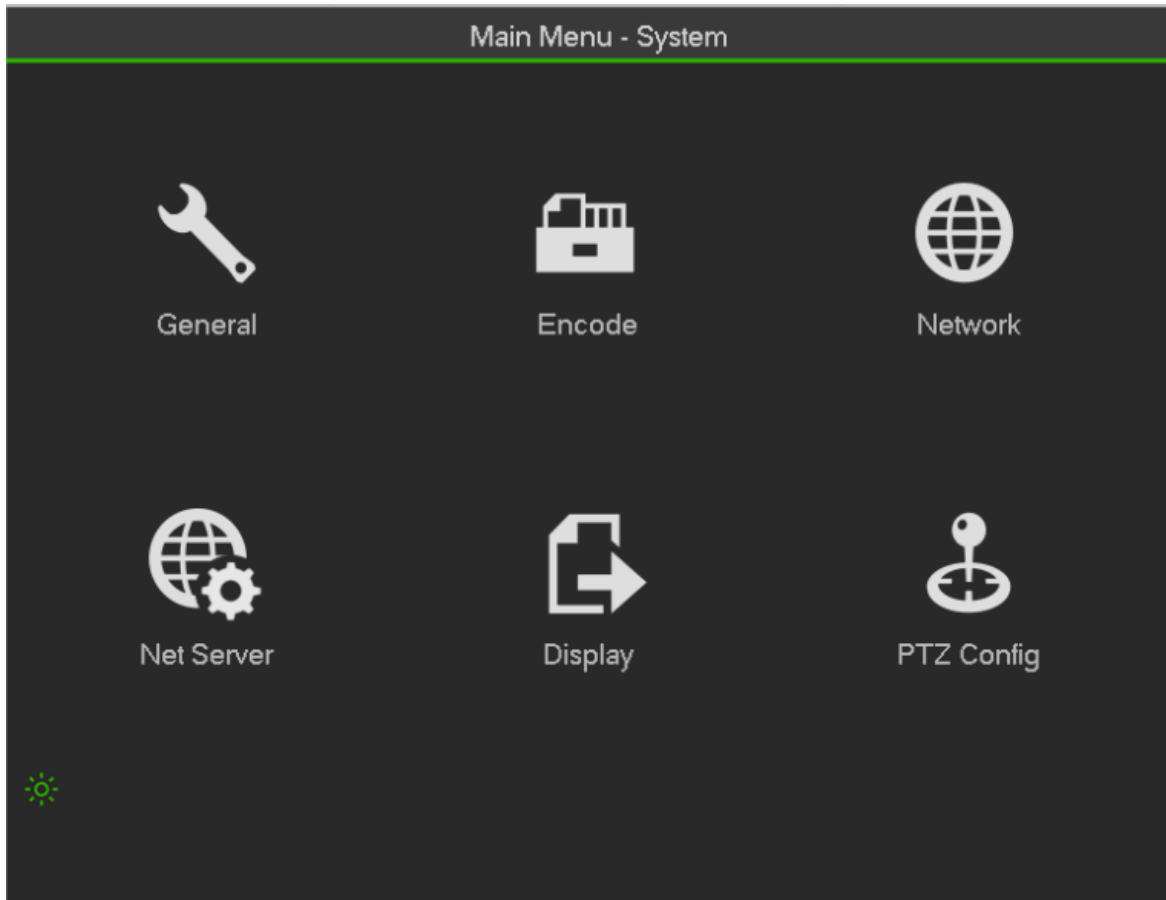 Main Menu - System
General
Encode
Network
Net Server
Display
PTZ Config